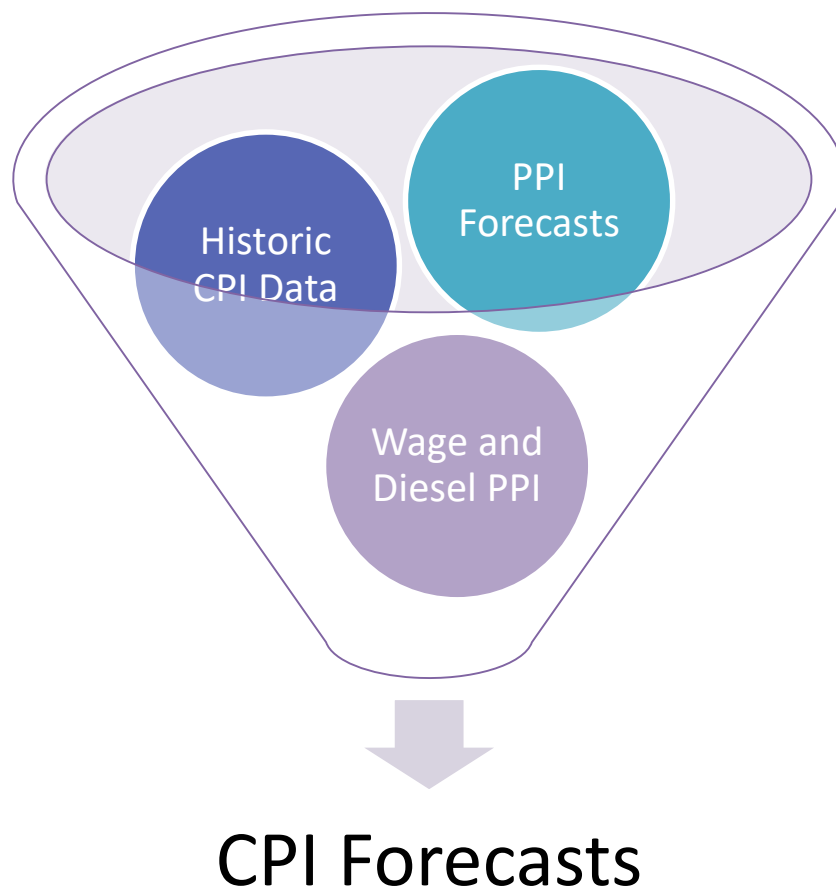 Historic
CPI Data
PPI
Forecasts
Wage and
Diesel PPI
CPI Forecasts